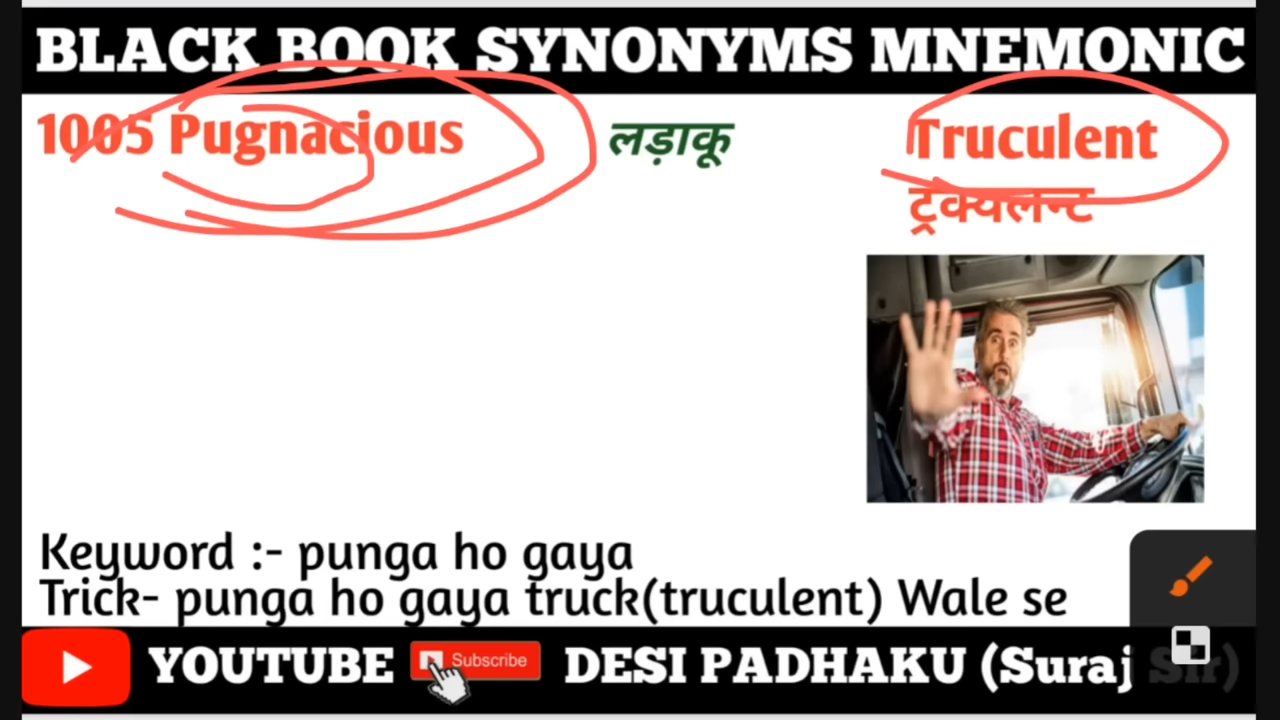 BLACK BOOK SYNONYMS MNEMONIC
1005 Pugnacious लड़ाकू Truculent
ट्रक्यलन्ट
Keyword :- punga ho gaya
Trick- punga ho gaya truck(truculent) Wale se
YOUTUBE Subscribe DESI PADHAKU (Suraj Sir)